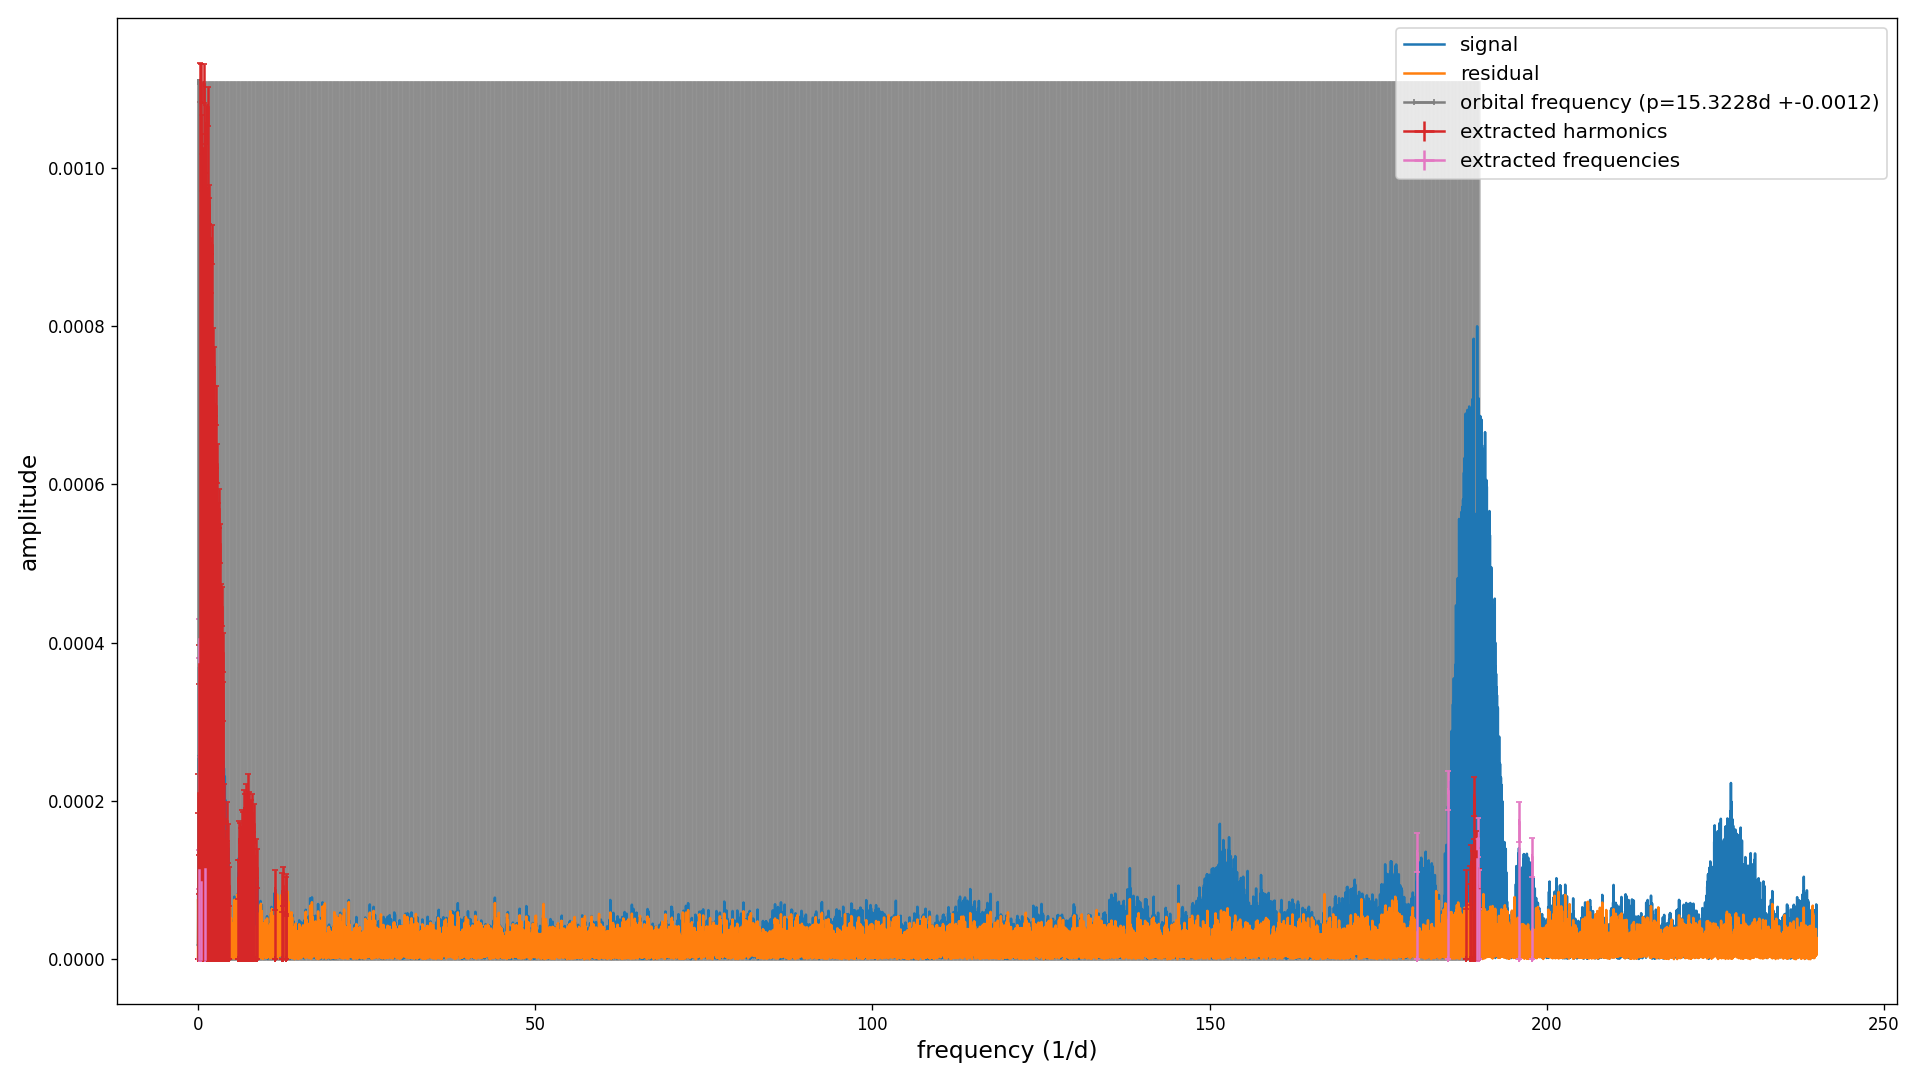 signal
residual
orbital frequency (p=15.3228d +-0.0012)
extracted harmonics
extracted frequencies
0.0010
0.0008
0.0006
0.0004
0.0002
0.0000
amplitude
0 50 100 150 200 250
frequency (1/d)